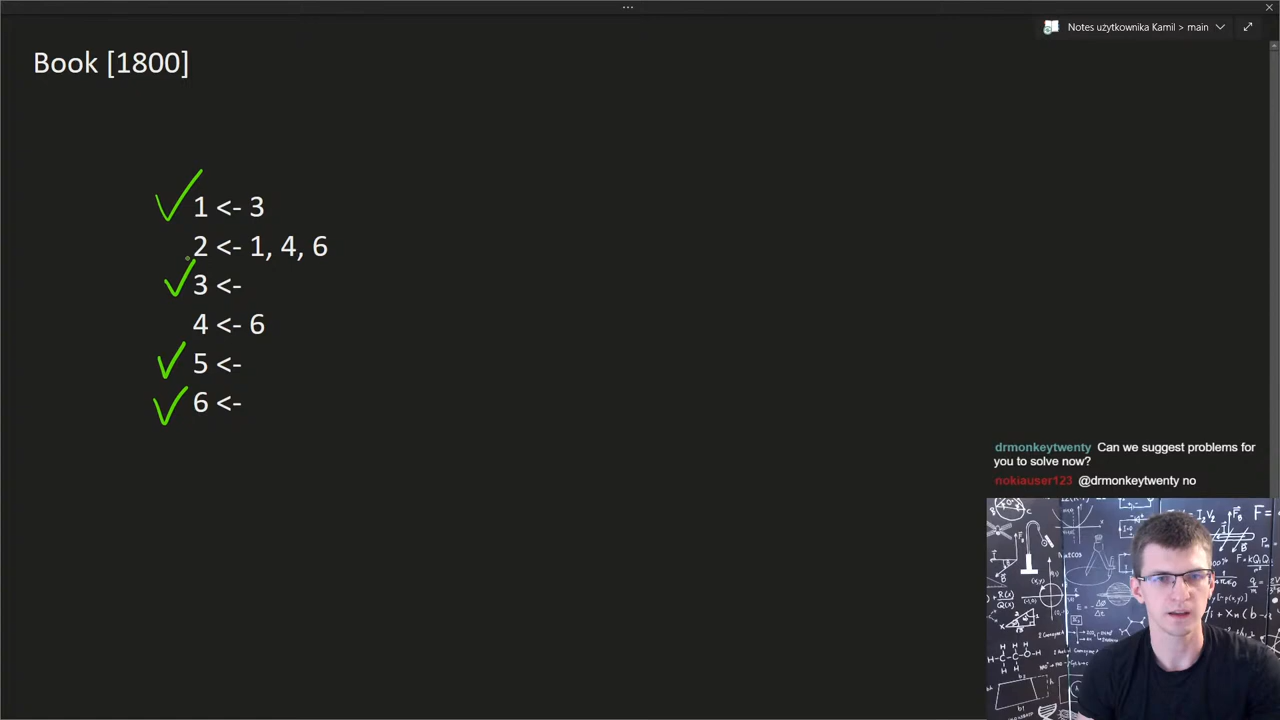 Notes użytkownika Kamil > main
Book [1800]
1 <- 3
2 <- 1, 4, 6
3 <-
4 <- 6
5 <-
6 <-
drmonkeytwenty Can we suggest problems for
you to solve now?
nokiauser123 @drmonkeytwenty no